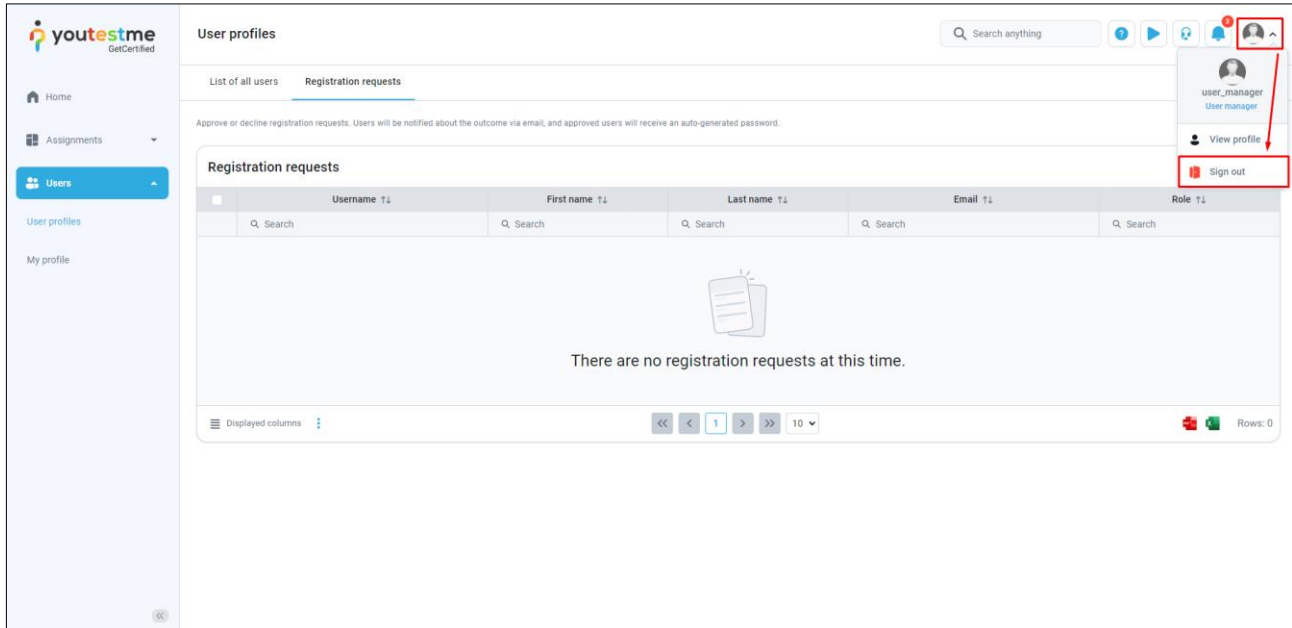 youtestme
GetCertified
User profiles
Search anything
?
2
List of all users
Registration requests
user_manager
User manager
View profile
Sign out
Home
Assignments
Users
User profiles
My profile
Approve or decline registration requests. Users will be notified about the outcome via email, and approved users will receive an auto-generated password.
Registration requests
Username ↑↓ First name ↑↓ Last name ↑↓ Email ↑↓ Role ↑↓
Search Search Search Search Search
There are no registration requests at this time.
Displayed columns
<< < 1 > >> 10
Rows: 0
<<